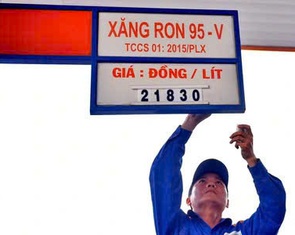 XĂNG RON 95 - V
TCCS 01: 2015/PLX
GIÁ : ĐỒNG / LÍT
21830